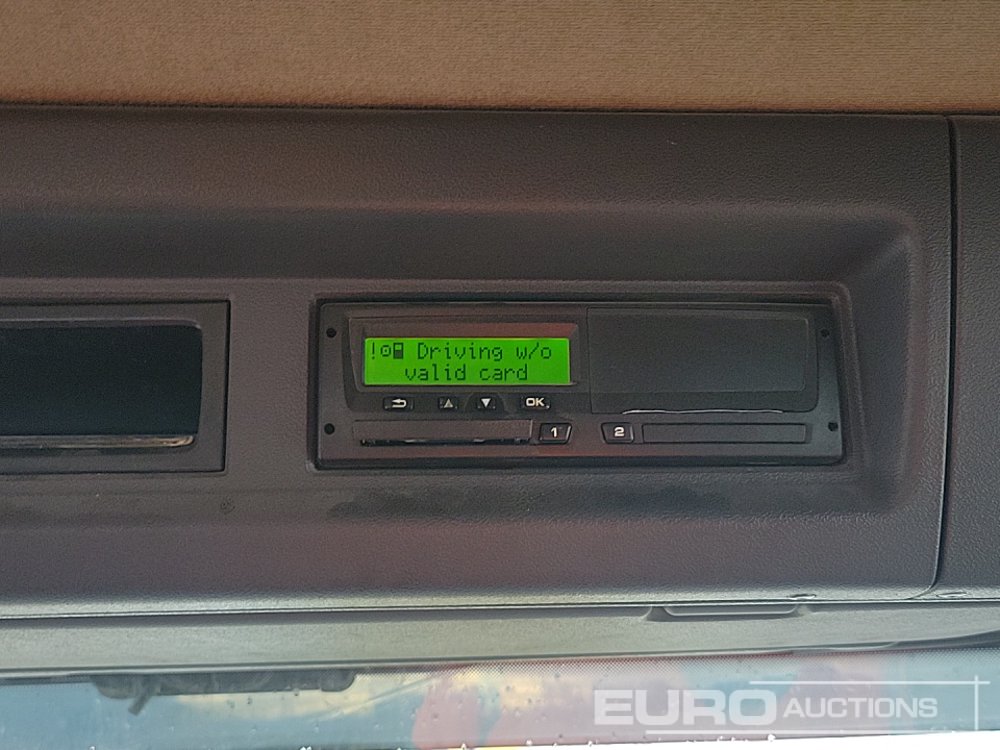 ! Driving w/o
valid card
OK
1 2
EURO AUCTIONS